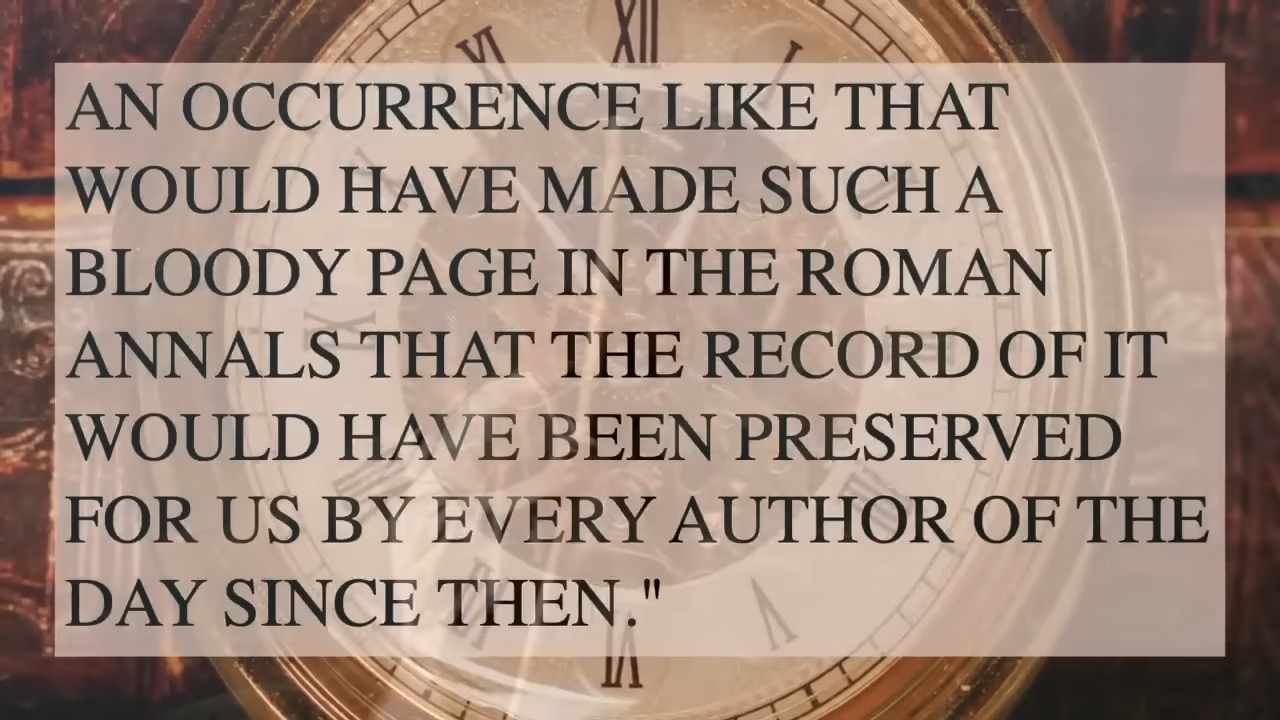 AN OCCURRENCE LIKE THAT
WOULD HAVE MADE SUCH A
BLOODY PAGE IN THE ROMAN
ANNALS THAT THE RECORD OF IT
WOULD HAVE BEEN PRESERVED
FOR US BY EVERY AUTHOR OF THE
DAY SINCE THEN."